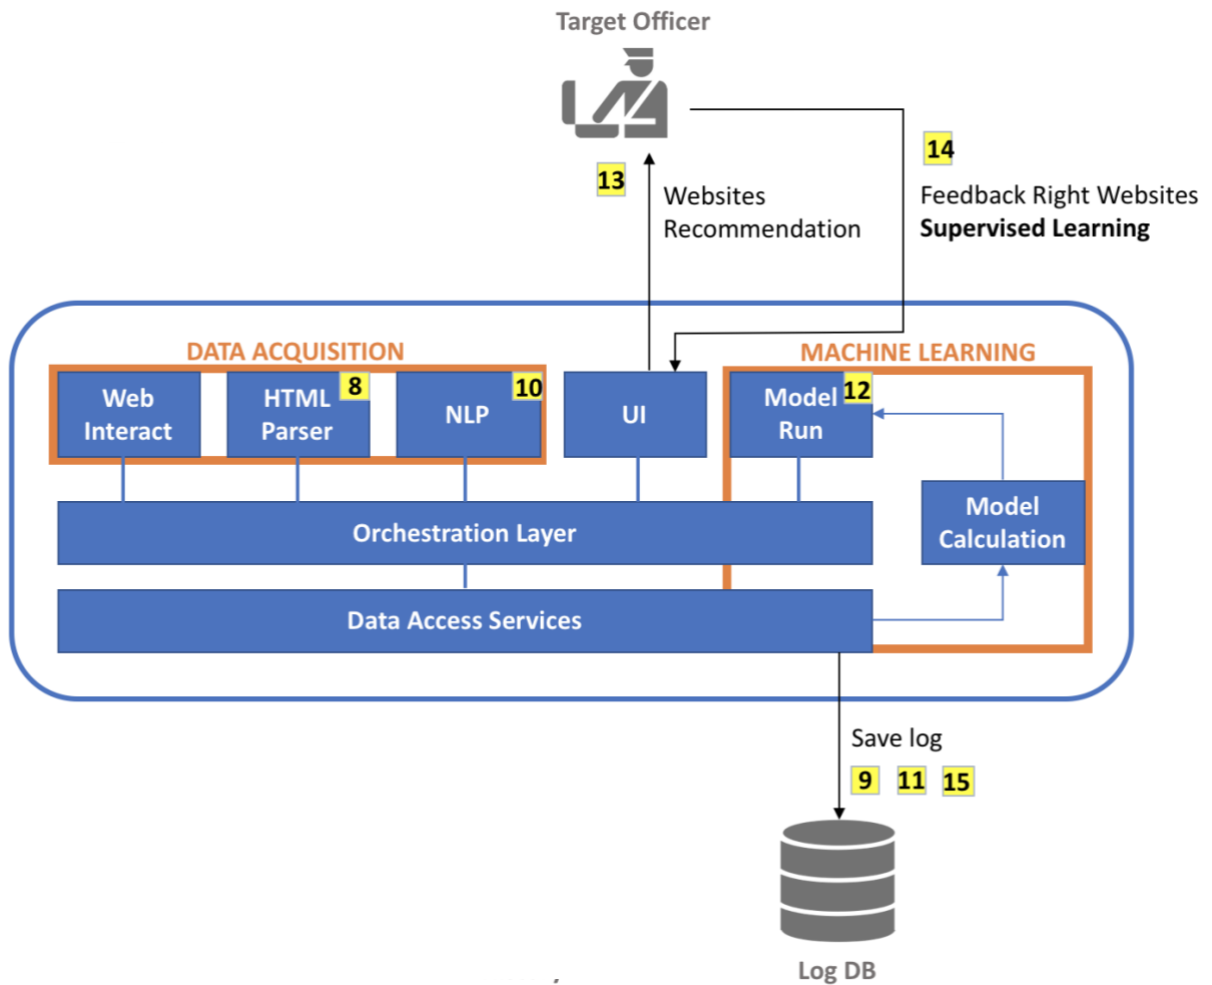 Target Officer
13
Websites
Recommendation
14
Feedback Right Websites
Supervised Learning
DATA ACQUISITION
MACHINE LEARNING
Web
Interact
HTML
Parser
8
NLP
10
UI
Model
Run
12
Orchestration Layer
Model
Calculation
Data Access Services
Save log
9 11 15
Log DB